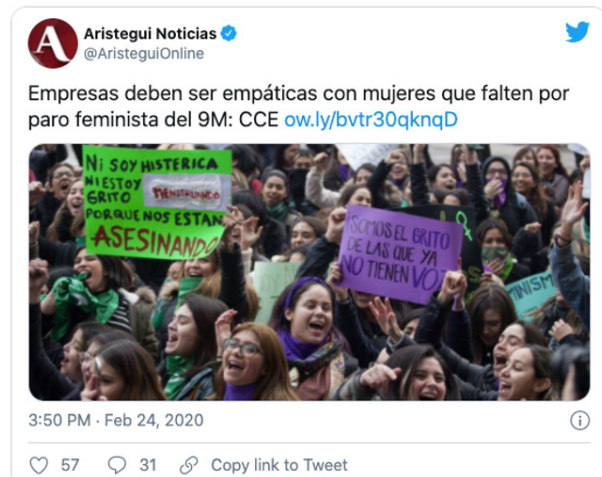 Aristegui Noticias
@AristeguiOnline
Empresas deben ser empáticas con mujeres que falten por
paro feminista del 9M: CCE ow.ly/bvtr30qknqD
Ni SOY HISTERICA
NI ESTOY MENSTRUANDO
GRITO
PORQUE NOS ESTAN
ASESINANDO
SOMOS EL GRITO
DE LAS QUE YA
NO TIENEN VOZ
3:50 PM · Feb 24, 2020
57 31 Copy link to Tweet